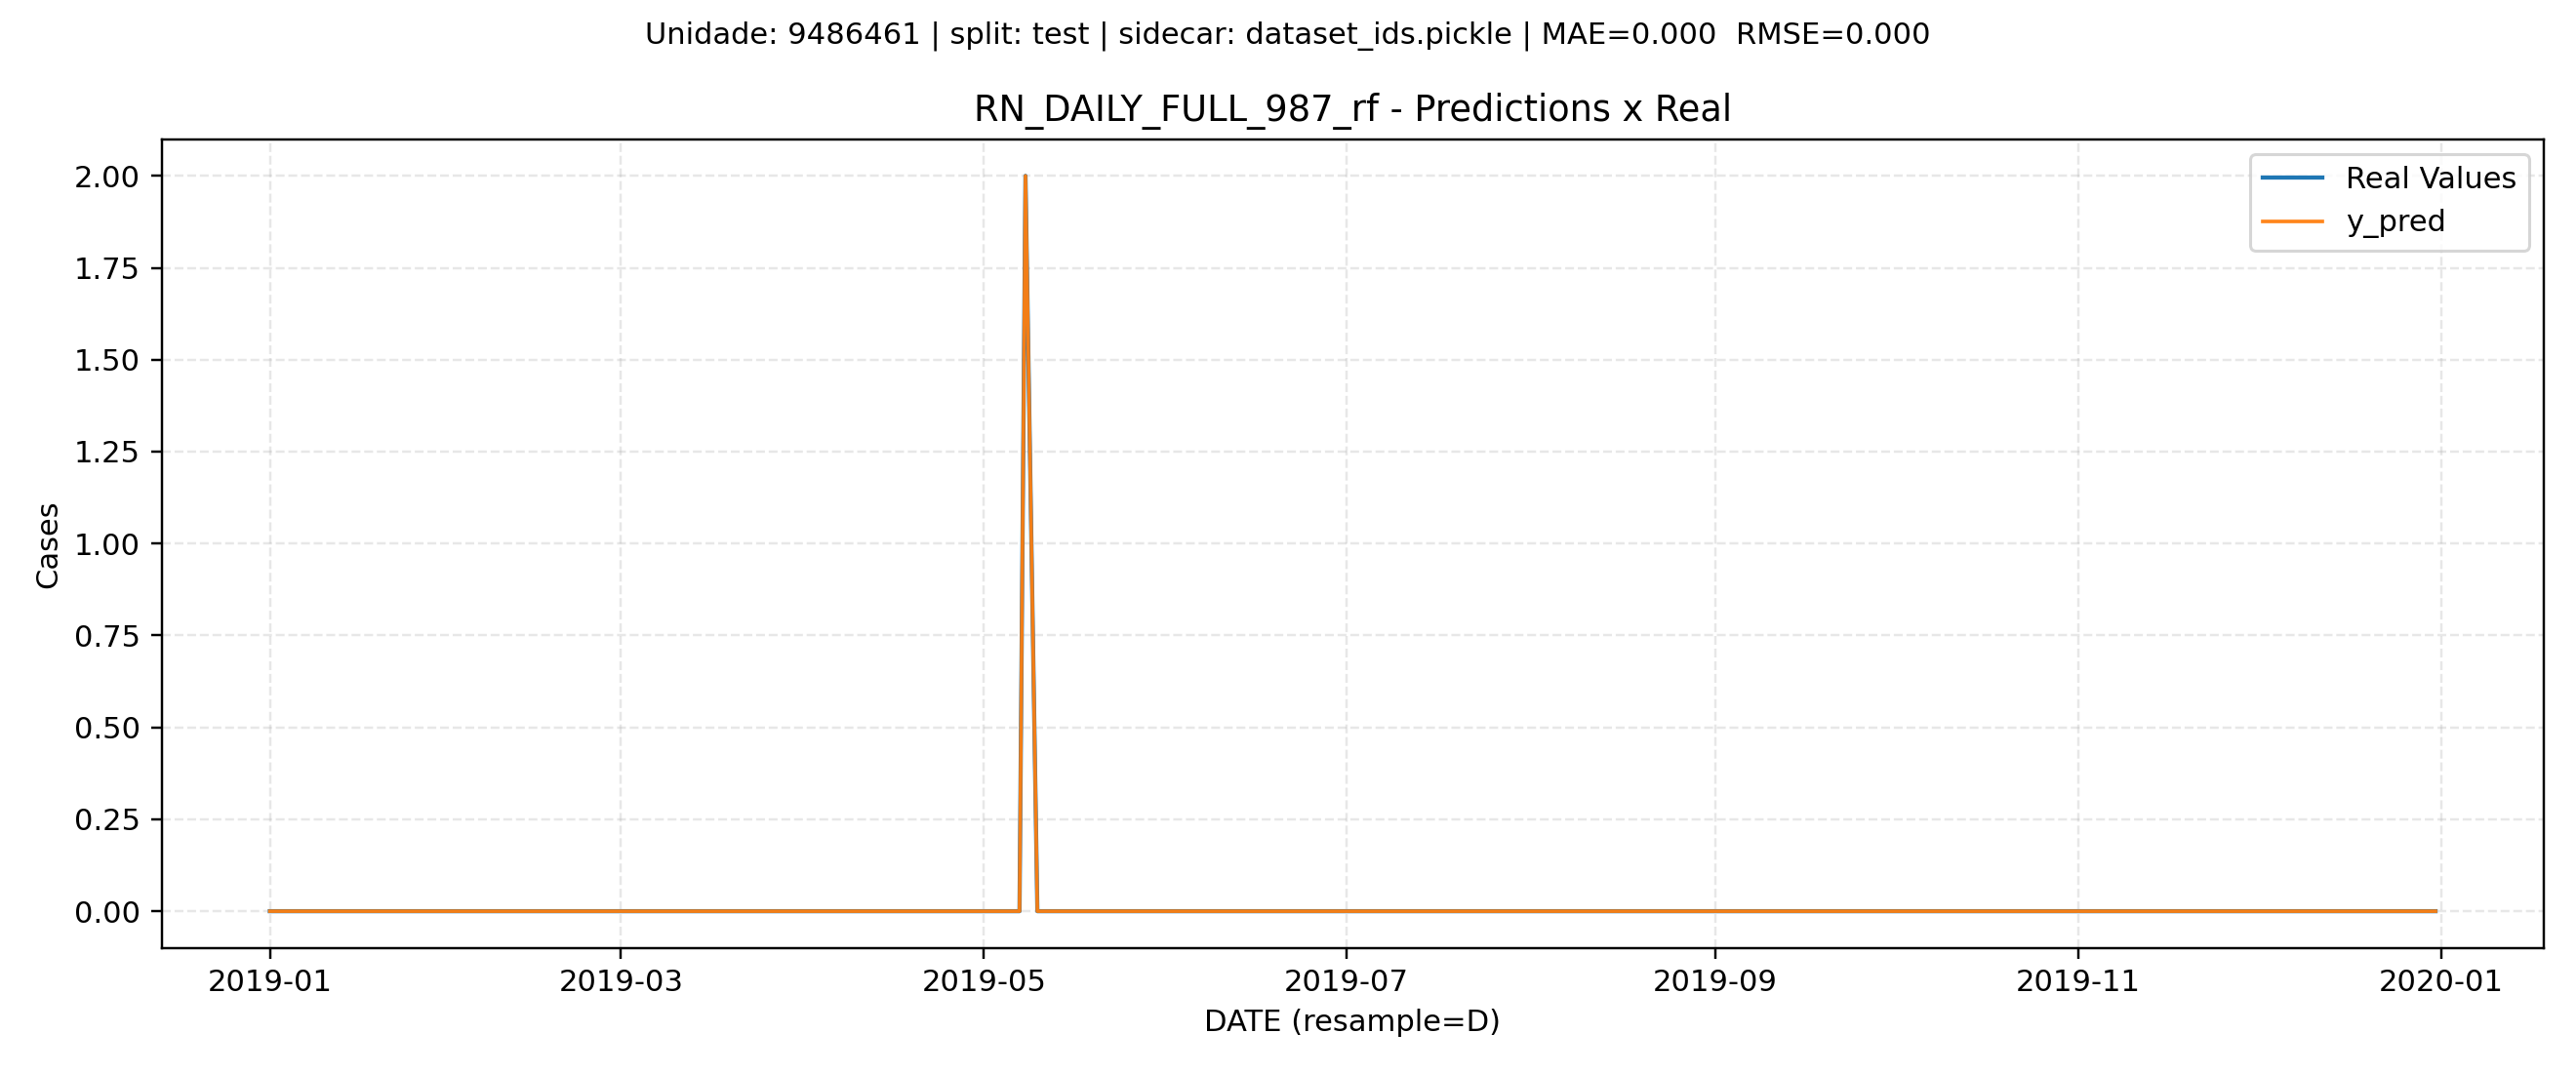 Unidade: 9486461 | split: test | sidecar: dataset_ids.pickle | MAE=0.000  RMSE=0.000
RN_DAILY_FULL_987_rf - Predictions x Real
Real Values
y_pred
Cases
2.00
1.75
1.50
1.25
1.00
0.75
0.50
0.25
0.00
2019-01 2019-03 2019-05 2019-07 2019-09 2019-11 2020-01
DATE (resample=D)